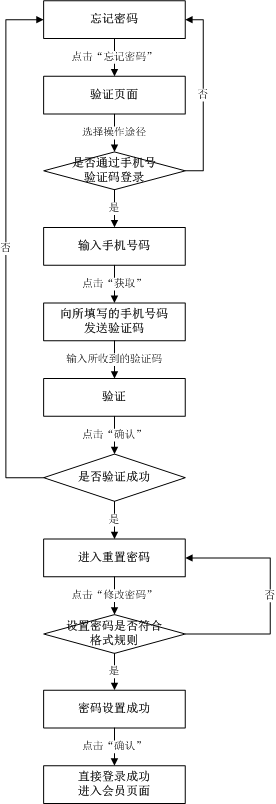 忘记密码
点击“忘记密码”
验证页面
否
选择操作途径
是否通过手机号
验证码登录
是
输入手机号码
否
点击“获取”
向所填写的手机号码
发送验证码
输入所收到的验证码
验证
点击“确认”
是否验证成功
是
进入重置密码
点击“修改密码”
否
设置密码是否符合
格式规则
是
密码设置成功
点击“确认”
直接登录成功
进入会员页面